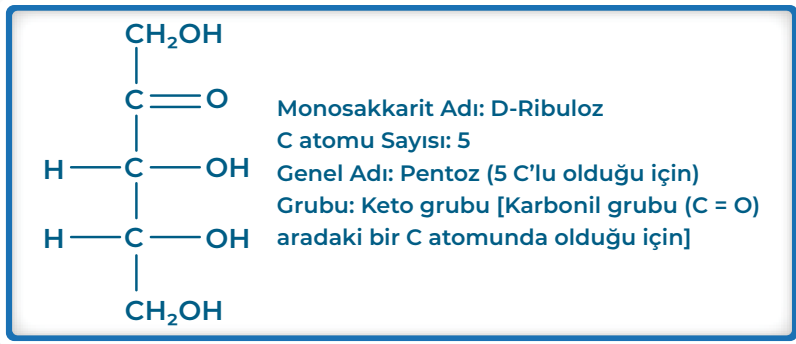 CH₂OH
C O
H C OH
H C OH
CH₂OH
Monosakkarit Adı: D-Ribuloz
C atomu Sayısı: 5
Genel Adı: Pentoz (5 C’lu olduğu için)
Grubu: Keto grubu [Karbonil grubu (C = O)
aradaki bir C atomunda olduğu için]